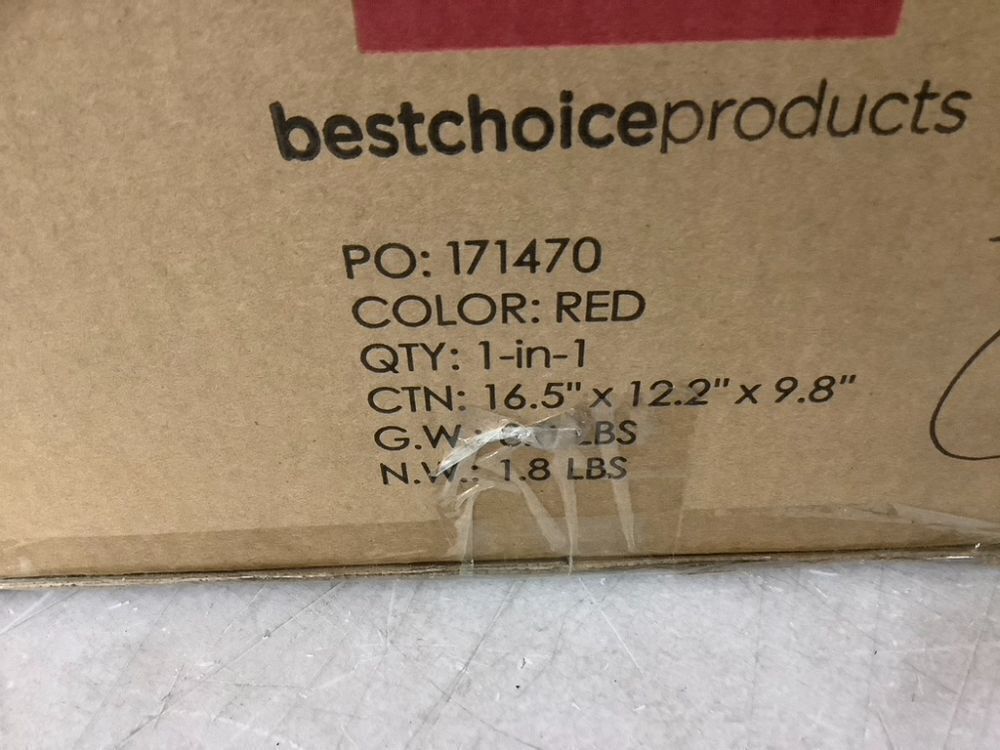 bestchoiceproducts
PO: 171470
COLOR: RED
QTY: 1-in-1
CTN: 16.5" x 12.2" x 9.8"
G.W.: LBS
N.W.: 1.8 LBS